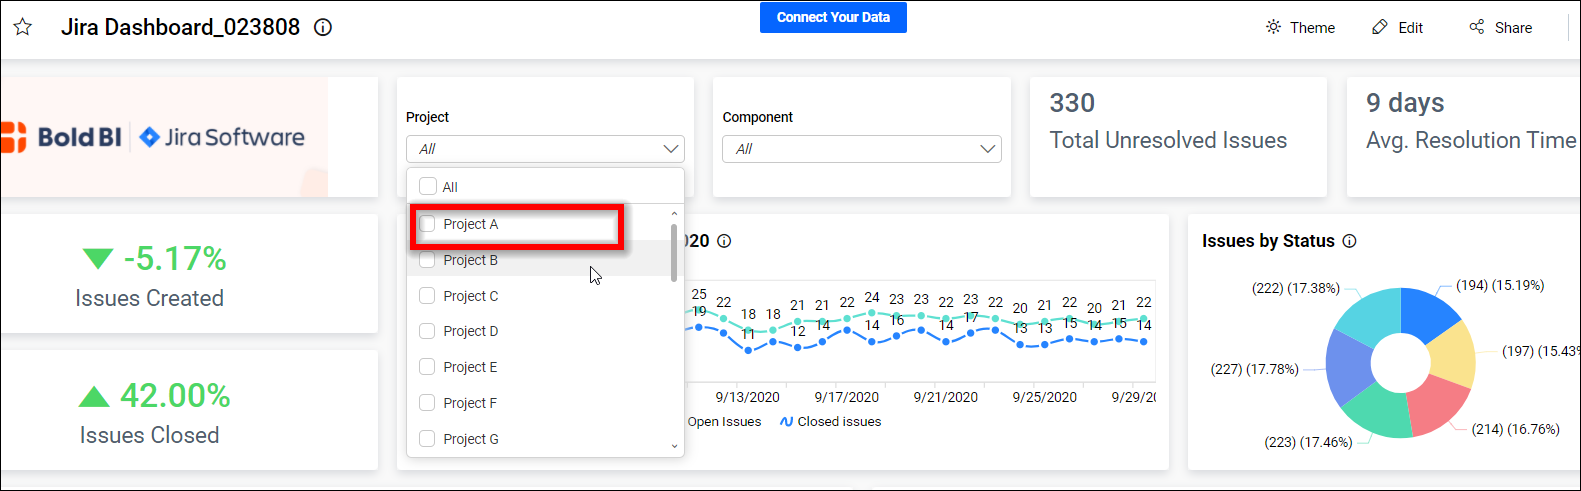 Jira Dashboard_023808
Connect Your Data
Theme
Edit
Share
Bold BI
Jira Software
Project
All
Component
All
330
Total Unresolved Issues
9 days
Avg. Resolution Time
All
Project A
Project B
Project C
Project D
Project E
Project F
Project G
-5.17%
Issues Created
42.00%
Issues Closed
020
25 22 18 18 21 21 22 24 23 23 22 23 22 20 21 22 20 21 22
19 11 12 14 14 16 14 17 13 13 15 14 15 14
9/13/2020 9/17/2020 9/21/2020 9/25/2020 9/29/20
Open Issues
Closed issues
Issues by Status
(222) (17.38%)
(194) (15.19%)
(227) (17.78%)
(197) (15.43%
(223) (17.46%)
(214) (16.76%)